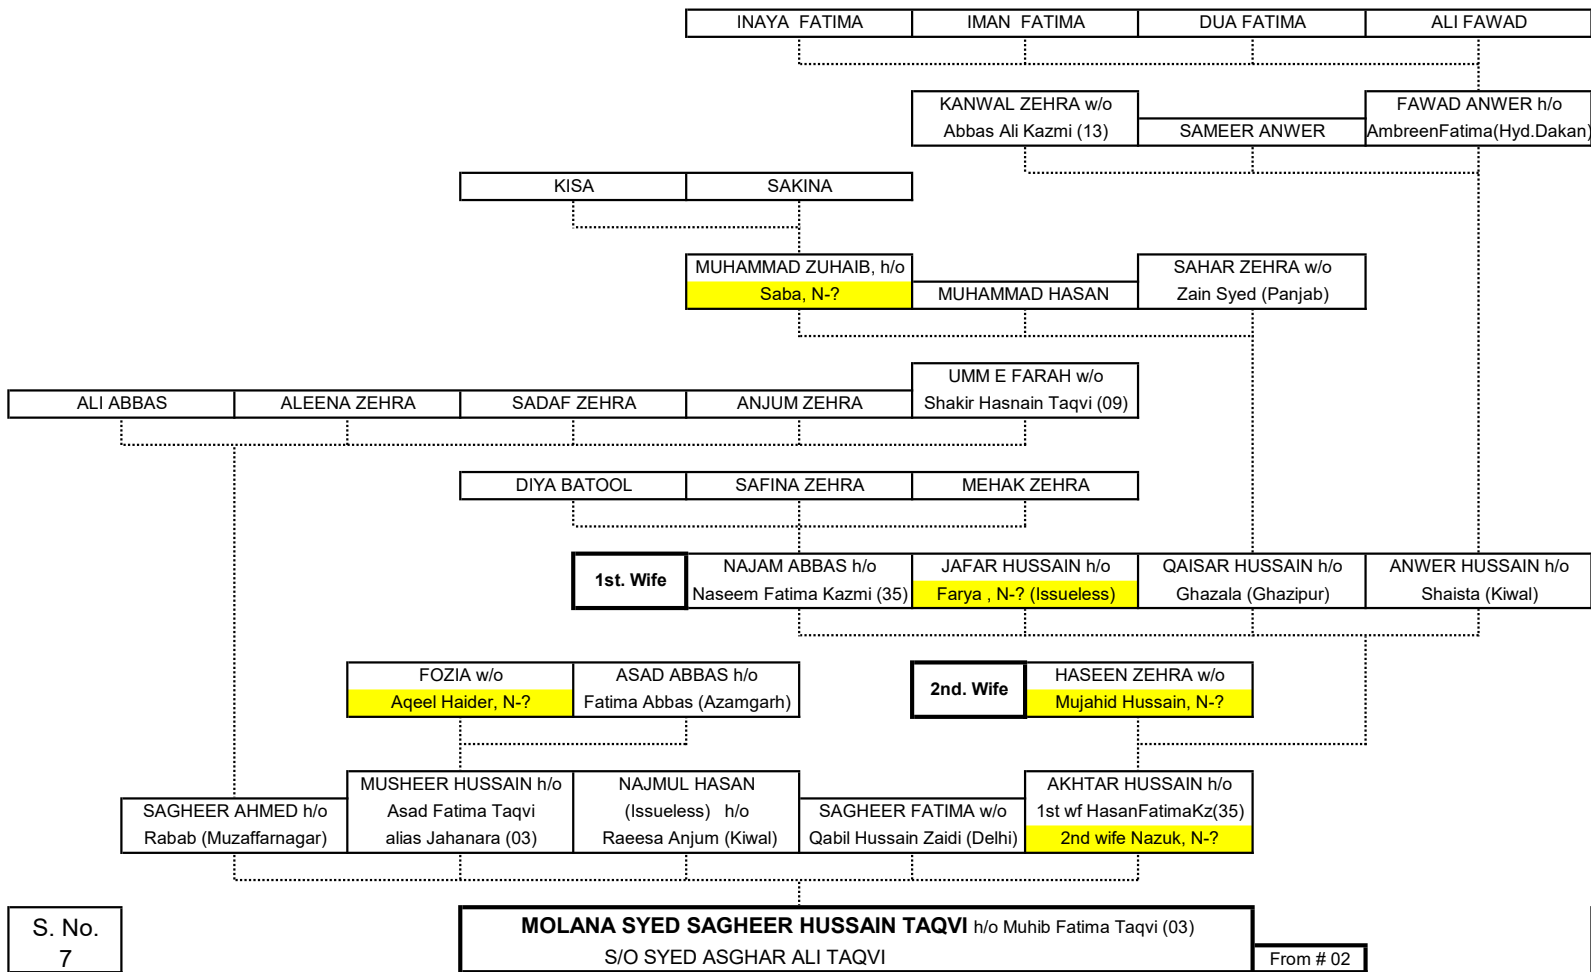 INAYA  FATIMA
IMAN  FATIMA
DUA FATIMA
ALI FAWAD
KANWAL ZEHRA w/o
Abbas Ali Kazmi (13)
SAMEER ANWER
FAWAD ANWER h/o
AmbreenFatima(Hyd.Dakan)
KISA
SAKINA
MUHAMMAD ZUHAIB, h/o
Saba, N-?
MUHAMMAD HASAN
SAHAR ZEHRA w/o
Zain Syed (Panjab)
ALI ABBAS
ALEENA ZEHRA
SADAF ZEHRA
ANJUM ZEHRA
UMM E FARAH w/o
Shakir Hasnain Taqvi (09)
DIYA BATOOL
SAFINA ZEHRA
MEHAK ZEHRA
1st. Wife
NAJAM ABBAS h/o
Naseem Fatima Kazmi (35)
JAFAR HUSSAIN h/o
Farya , N-? (Issueless)
QAISAR HUSSAIN h/o
Ghazala (Ghazipur)
ANWER HUSSAIN h/o
Shaista (Kiwal)
FOZIA w/o
Aqeel Haider, N-?
ASAD ABBAS h/o
Fatima Abbas (Azamgarh)
2nd. Wife
HASEEN ZEHRA w/o
Mujahid Hussain, N-?
SAGHEER AHMED h/o
Rabab (Muzaffarnagar)
MUSHEER HUSSAIN h/o
Asad Fatima Taqvi
alias Jahanara (03)
NAJMUL HASAN
(Issueless)   h/o
Raeesa Anjum (Kiwal)
SAGHEER FATIMA w/o
Qabil Hussain Zaidi (Delhi)
AKHTAR HUSSAIN h/o
1st wf HasanFatimaKz(35)
2nd wife Nazuk, N-?
S. No.
7
MOLANA SYED SAGHEER HUSSAIN TAQVI h/o Muhib Fatima Taqvi (03)
S/O SYED ASGHAR ALI TAQVI
From # 02